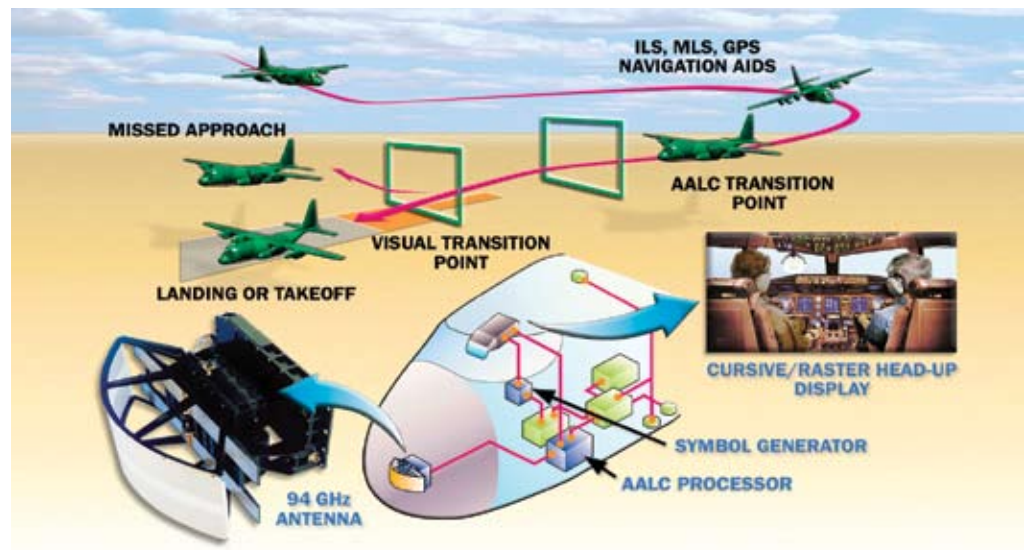 ILS, MLS, GPS
NAVIGATION AIDS
MISSED APPROACH
AALC TRANSITION
POINT
VISUAL TRANSITION
POINT
LANDING OR TAKEOFF
CURSIVE/RASTER HEAD-UP
DISPLAY
SYMBOL GENERATOR
AALC PROCESSOR
94 GHz
ANTENNA